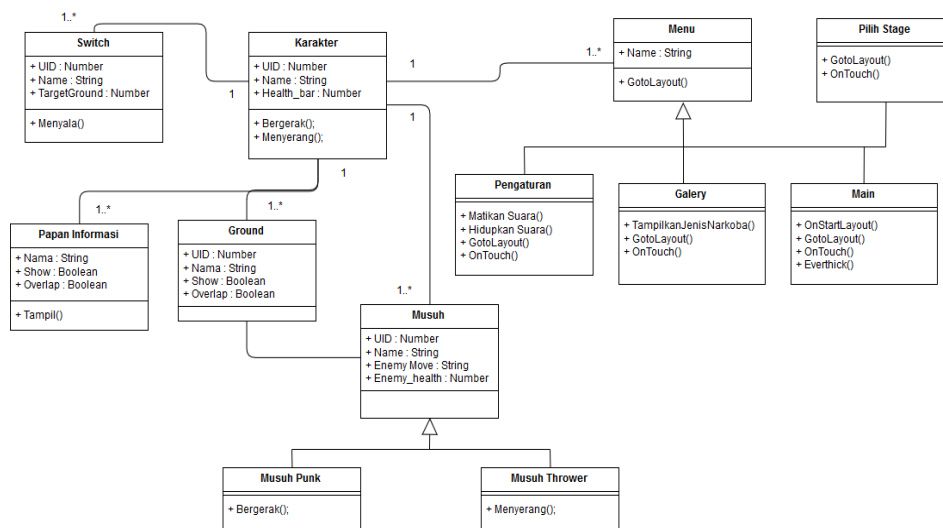 1..*
Switch
+ UID : Number
+ Name : String
+ TargetGround : Number
+ Menyala()
1
Karakter
+ UID : Number
+ Name : String
+ Health_bar : Number
+ Bergerak();
+ Menyerang();
1
1..*
1
1
Menu
+ Name : String
+ GotoLayout()
Pilih Stage
+ GotoLayout()
+ OnTouch()
Pengaturan
+ Matikan Suara()
+ Hidupkan Suara()
+ GotoLayout()
+ OnTouch()
Galery
+ TampilkanJenisNarkoba()
+ GotoLayout()
+ OnTouch()
Main
+ OnStartLayout()
+ GotoLayout()
+ OnTouch()
+ Everthick()
1..*
Papan Informasi
+ Nama : String
+ Show : Boolean
+ Overlap : Boolean
+ Tampil()
1..*
Ground
+ UID : Number
+ Nama : String
+ Show : Boolean
+ Overlap : Boolean
1..*
Musuh
+ UID : Number
+ Name : String
+ Enemy Move : String
+ Enemy_health : Number
Musuh Punk
+ Bergerak();
Musuh Thrower
+ Menyerang();